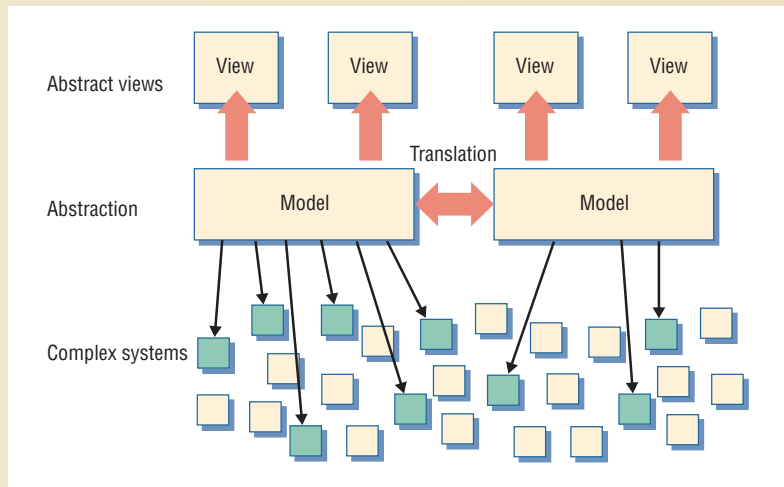 View
View
View
View
Abstract views
Translation
Abstraction
Model
Model
Complex systems